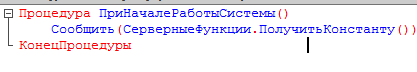 Процедура ПриНачалеРаботыСистемы()
Сообщить(СерверныеФункции.ПолучитьКонстанту())
КонецПроцедуры